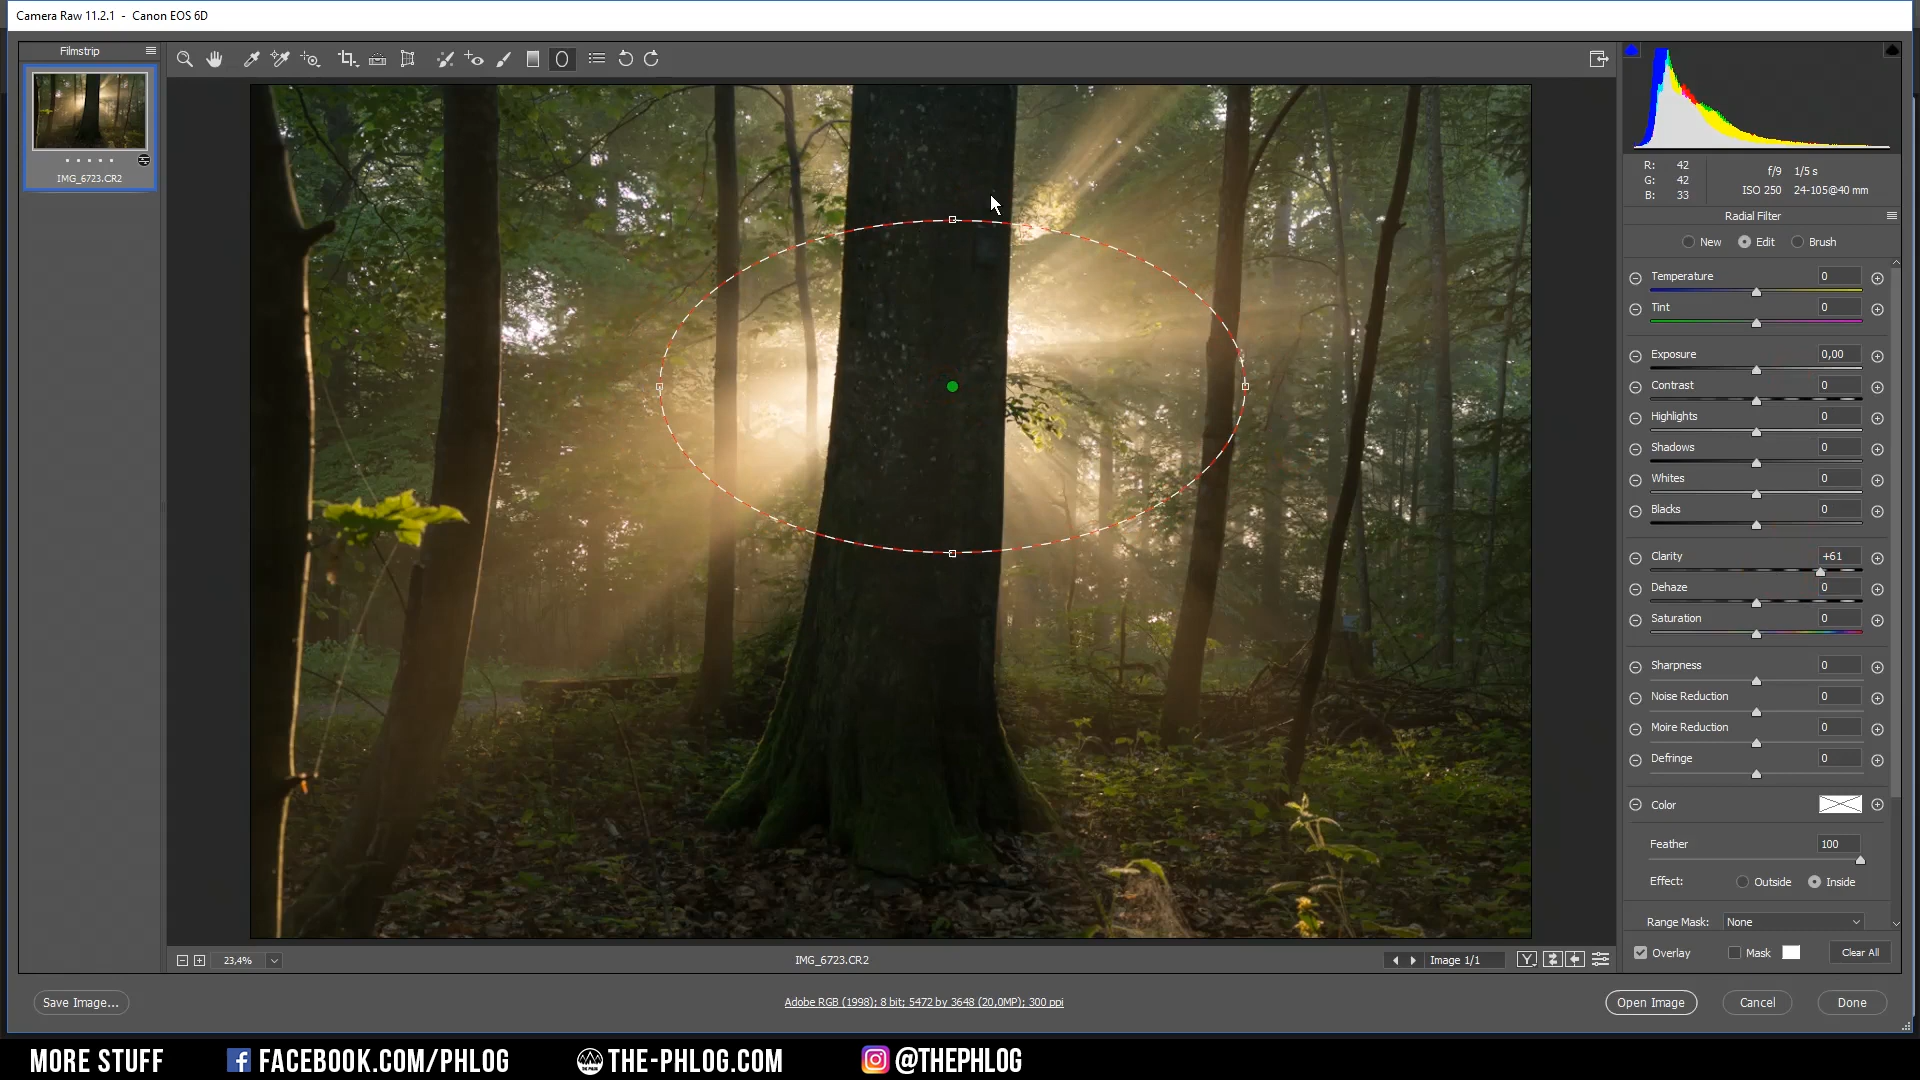 Camera Raw 11.2.1 - Canon EOS 6D
Filmstrip
IMG_6723.CR2
R: 42
G: 42
B: 33
f/9 1/5 s
ISO 250 24-105@40 mm
Radial Filter
New Edit Brush
Temperature 0
Tint 0
Exposure 0,00
Contrast 0
Highlights 0
Shadows 0
Whites 0
Blacks 0
Clarity +61
Dehaze 0
Saturation 0
Sharpness 0
Noise Reduction 0
Moire Reduction 0
Defringe 0
Color
Feather 100
Effect: Outside Inside
Range Mask: None
Overlay Mask Clear All
23,4% IMG_6723.CR2 Image 1/1 Y
Save Image... Adobe RGB (1998); 8 bit; 5472 by 3648 (20,0MP); 300 ppi Open Image Cancel Done
MORE STUFF FACEBOOK.COM/PHLOG THE-PHLOG.COM @THEPHLOG